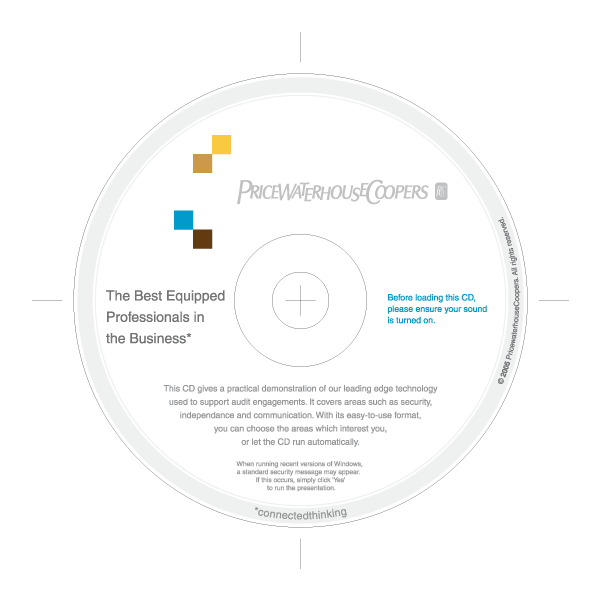 PRICEWATERHOUSECOOPERS
The Best Equipped
Professionals in
the Business*
Before loading this CD,
please ensure your sound
is turned on.
This CD gives a practical demonstration of our leading edge technology
used to support audit engagements. It covers areas such as security,
independence and communication. With its easy-to-use format,
you can choose the areas which interest you,
or let the CD run automatically.
When running recent versions of Windows,
a standard security message may appear.
If this occurs, simply click 'Yes'
to run the presentation.
*connectedthinking
© 2005 PricewaterhouseCoopers. All rights reserved.